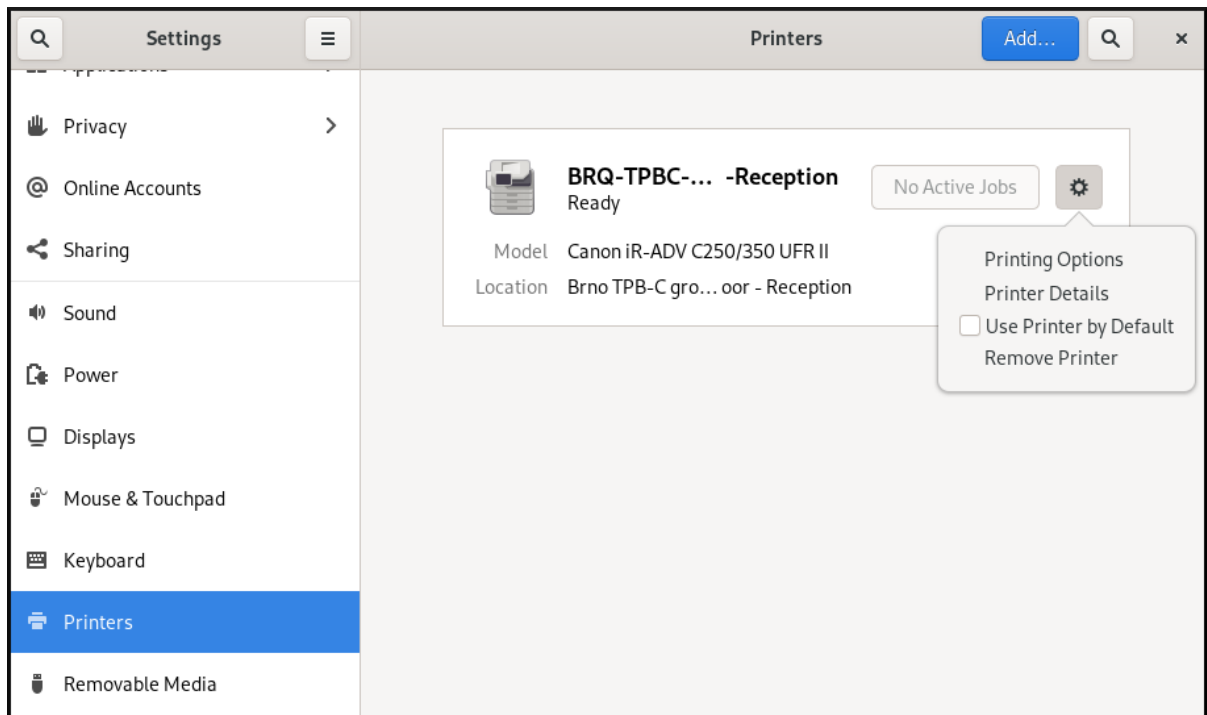 Settings
Printers
Add...
Applications
Privacy
Online Accounts
Sharing
Sound
Power
Displays
Mouse & Touchpad
Keyboard
Printers
Removable Media
BRQ-TPBC-... -Reception
Ready
No Active Jobs
Model Canon iR-ADV C250/350 UFR II
Location Brno TPB-C gro... oor - Reception
Printing Options
Printer Details
Use Printer by Default
Remove Printer